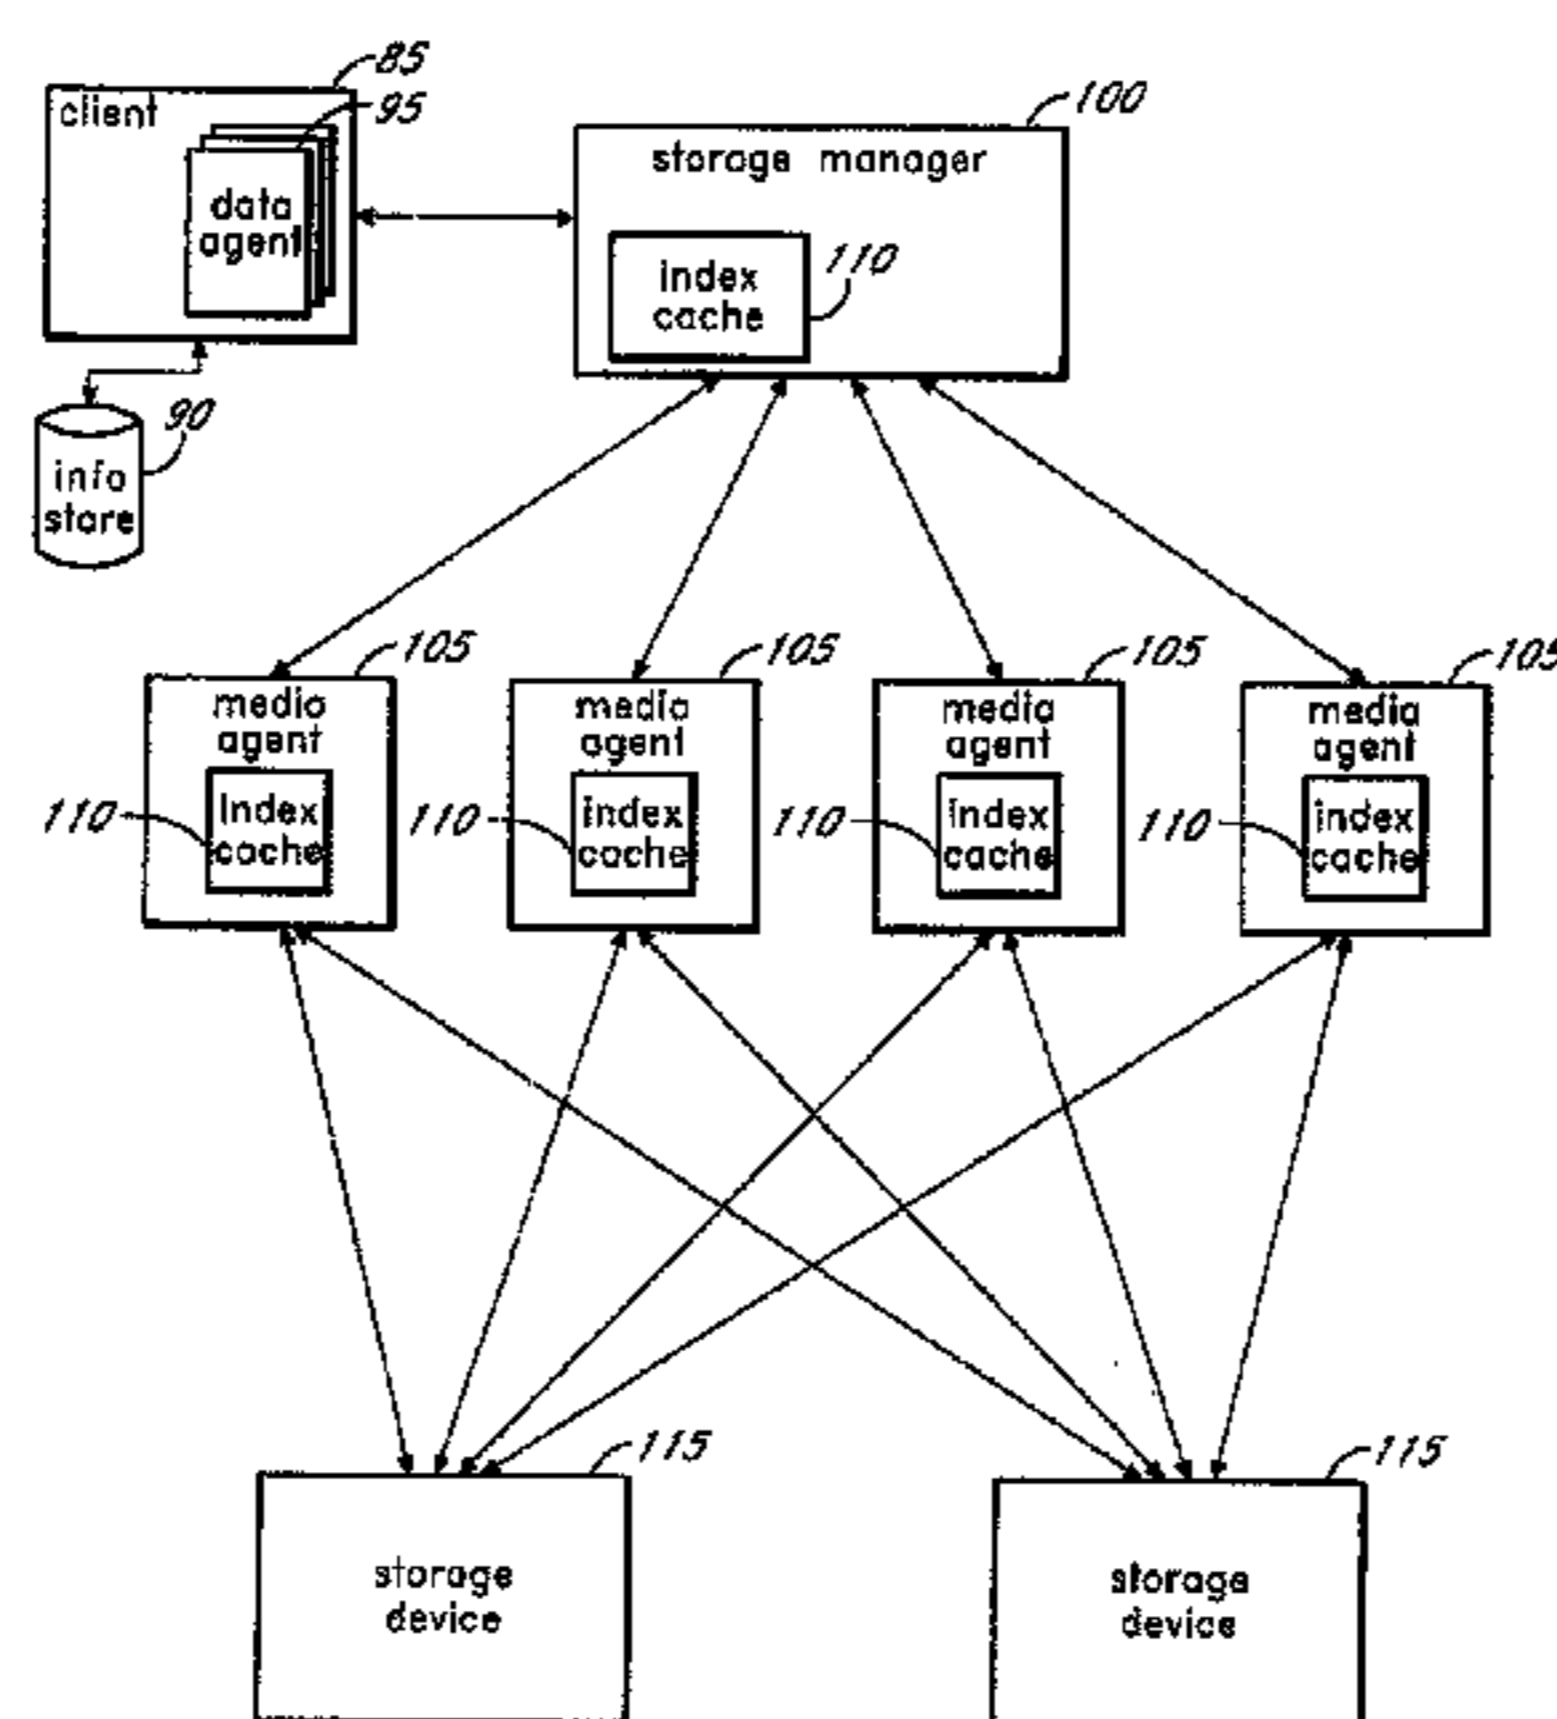 85
client
95
100
storage manager
data
agent
110
index
cache
90
info
store
105
105
105
105
media
agent
media
agent
media
agent
media
agent
110
index
cache
110
index
cache
110
index
cache
110
index
cache
115
115
storage
device
storage
device